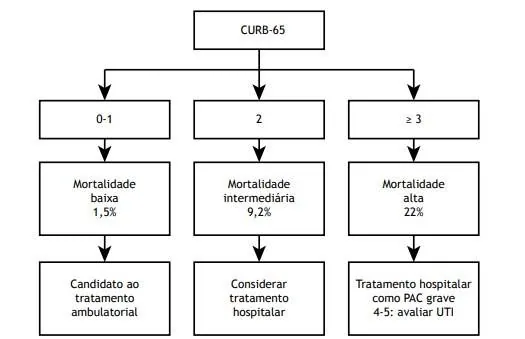 CURB-65
0-1
2
≥ 3
Mortalidade
baixa
1,5%
Mortalidade
intermediária
9,2%
Mortalidade
alta
22%
Candidato ao
tratamento
ambulatorial
Considerar
tratamento
hospitalar
Tratamento hospitalar
como PAC grave
4-5: avaliar UTI